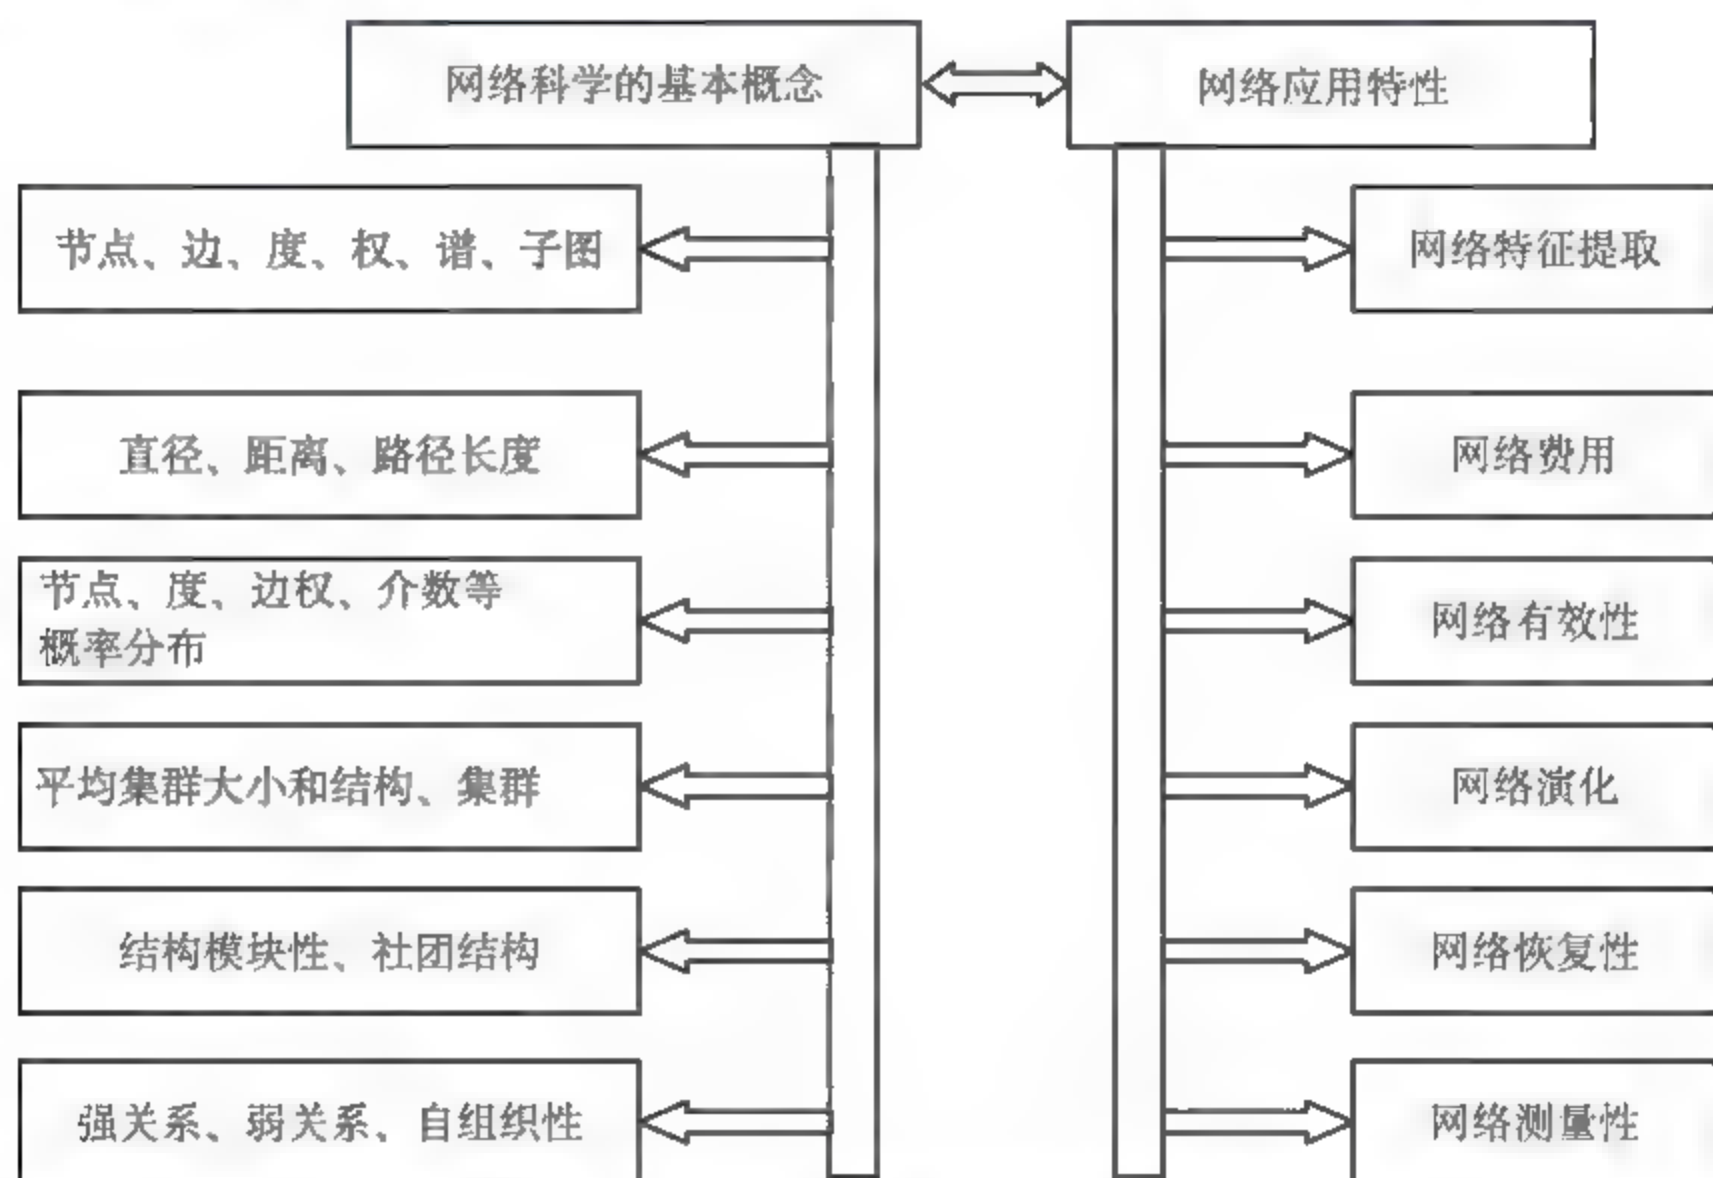 网络科学的基本概念
网络应用特性
节点、边、度、权、谱、子图
网络特征提取
直径、距离、路径长度
网络费用
节点、度、边权、介数等
概率分布
网络有效性
平均集群大小和结构、集群
网络演化
结构模块性、社团结构
网络恢复性
强关系、弱关系、自组织性
网络测量性